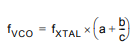 fVCO = fXTAL × (a + b/c)